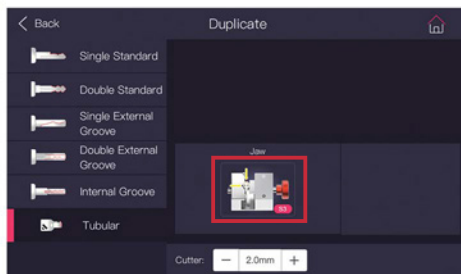 Back
Duplicate
Single Standard
Double Standard
Single External
Groove
Double External
Groove
Internal Groove
Tubular
Jaw
S3
Cutter: − 2.0mm +